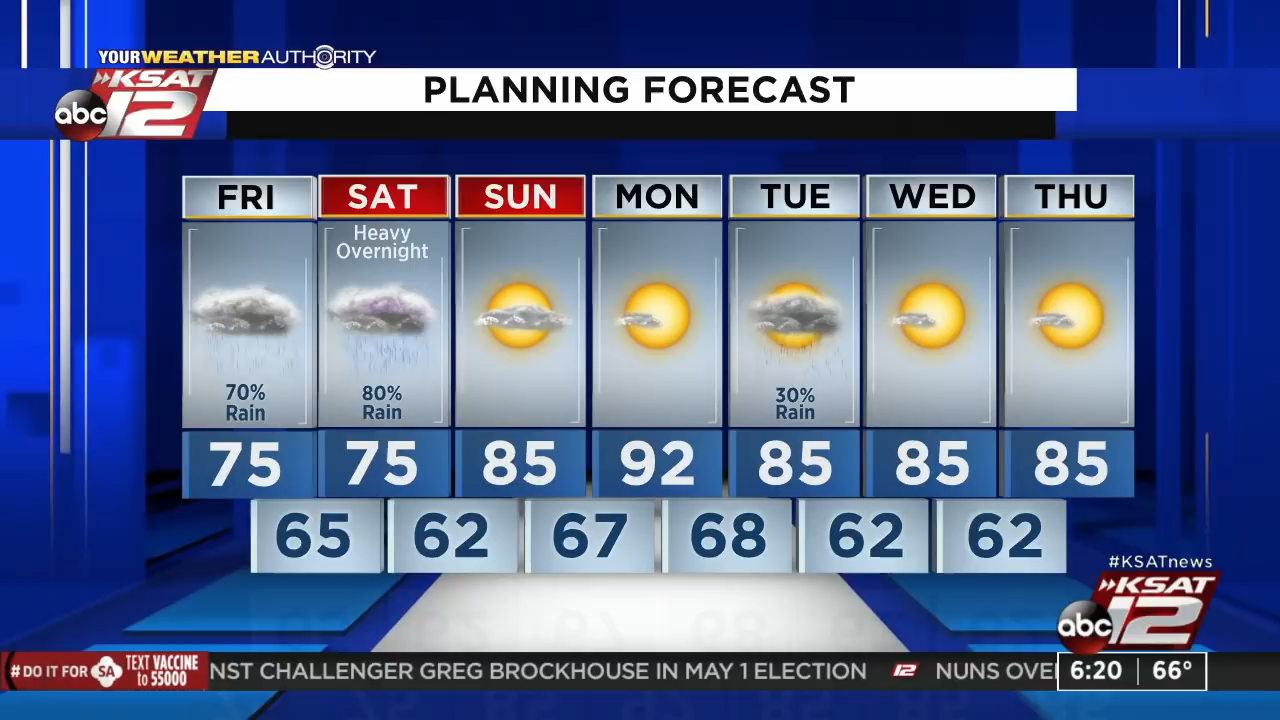 YOURWEATHERAUTHORITY
KSAT
abc 12
PLANNING FORECAST
FRI SAT SUN MON TUE WED THU
Heavy
Overnight
70% 80% 30%
Rain Rain Rain
75 75 85 92 85 85 85
65 62 67 68 62 62
#KSATnews
KSAT
abc 12
# DO IT FOR SA TEXT VACCINE
to 55000
NST CHALLENGER GREG BROCKHOUSE IN MAY 1 ELECTION 12 NUNS OVE
6:20 66°